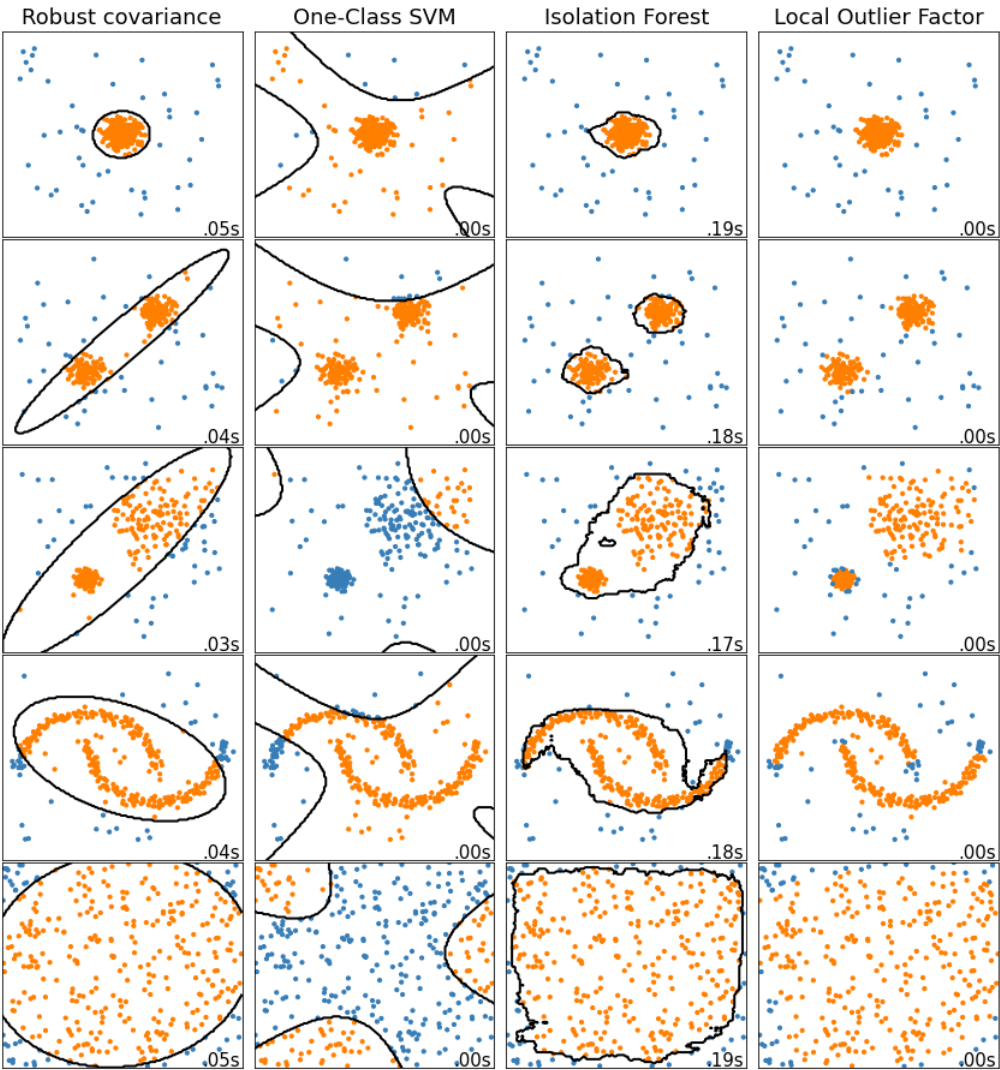 Robust covariance One-Class SVM Isolation Forest Local Outlier Factor
.05s .00s .19s .00s
.04s .00s .18s .00s
.03s .00s .17s .00s
.04s .00s .18s .00s
.05s .00s .19s .00s